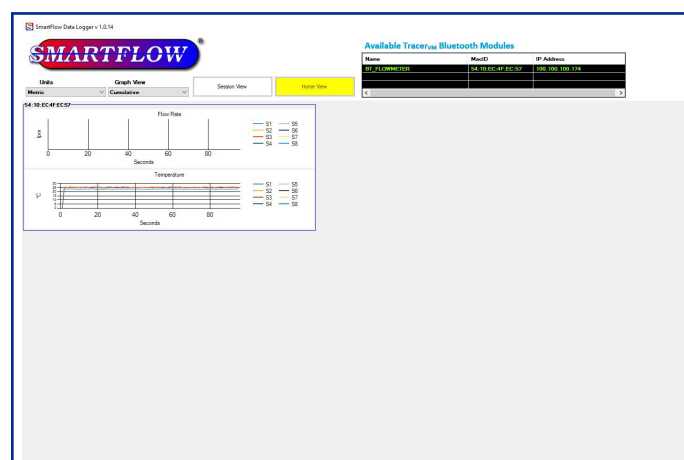 SmartFlow Data Logger v 1.0.14
SMARTFLOW®
Available TracerVM Bluetooth Modules
Name MacID IP Address
BT_FLOWMETER 54:10:EC:4F:EC:57 100.100.100.174
Units Graph View
Metric Cumulative
Session View
Home View
54:10:EC:4F:EC:57
Flow Rate
lpm
S1 S5
S2 S6
S3 S7
S4 S8
0 20 40 60 80
Seconds
Temperature
°C
S1 S5
S2 S6
S3 S7
S4 S8
0 20 40 60 80
Seconds